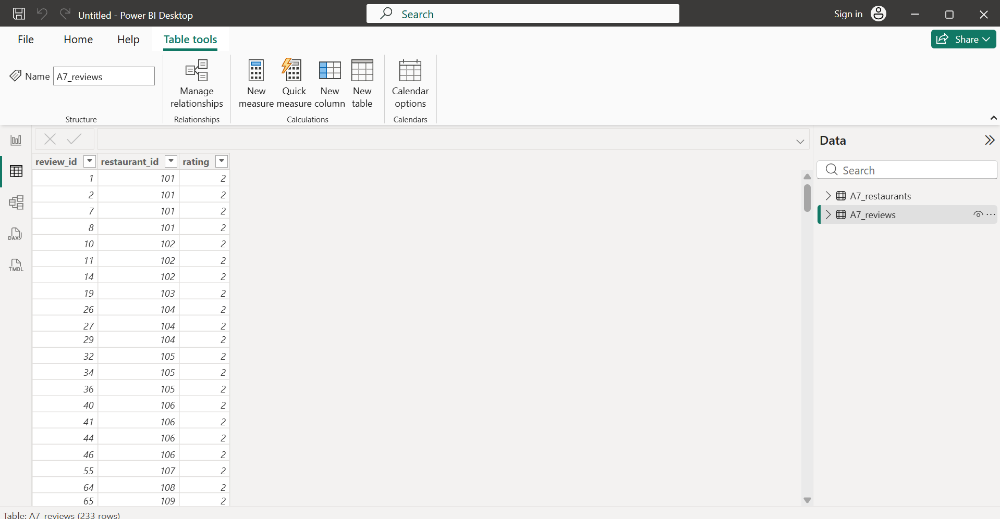 Untitled - Power BI Desktop
Search
Sign in
File Home Help Table tools
Share
Name A7_reviews
Manage relationships
New measure
Quick measure
New column
New table
Calendar options
Structure Relationships Calculations Calendars
DAX
TMDL
review_id restaurant_id rating
1 101 2
2 101 2
7 101 2
8 101 2
10 102 2
11 102 2
14 102 2
19 103 2
26 104 2
27 104 2
29 104 2
32 105 2
34 105 2
36 105 2
40 106 2
41 106 2
44 106 2
46 106 2
55 107 2
64 108 2
65 109 2
Data
Search
A7_restaurants
A7_reviews
Table: A7_reviews (233 rows)